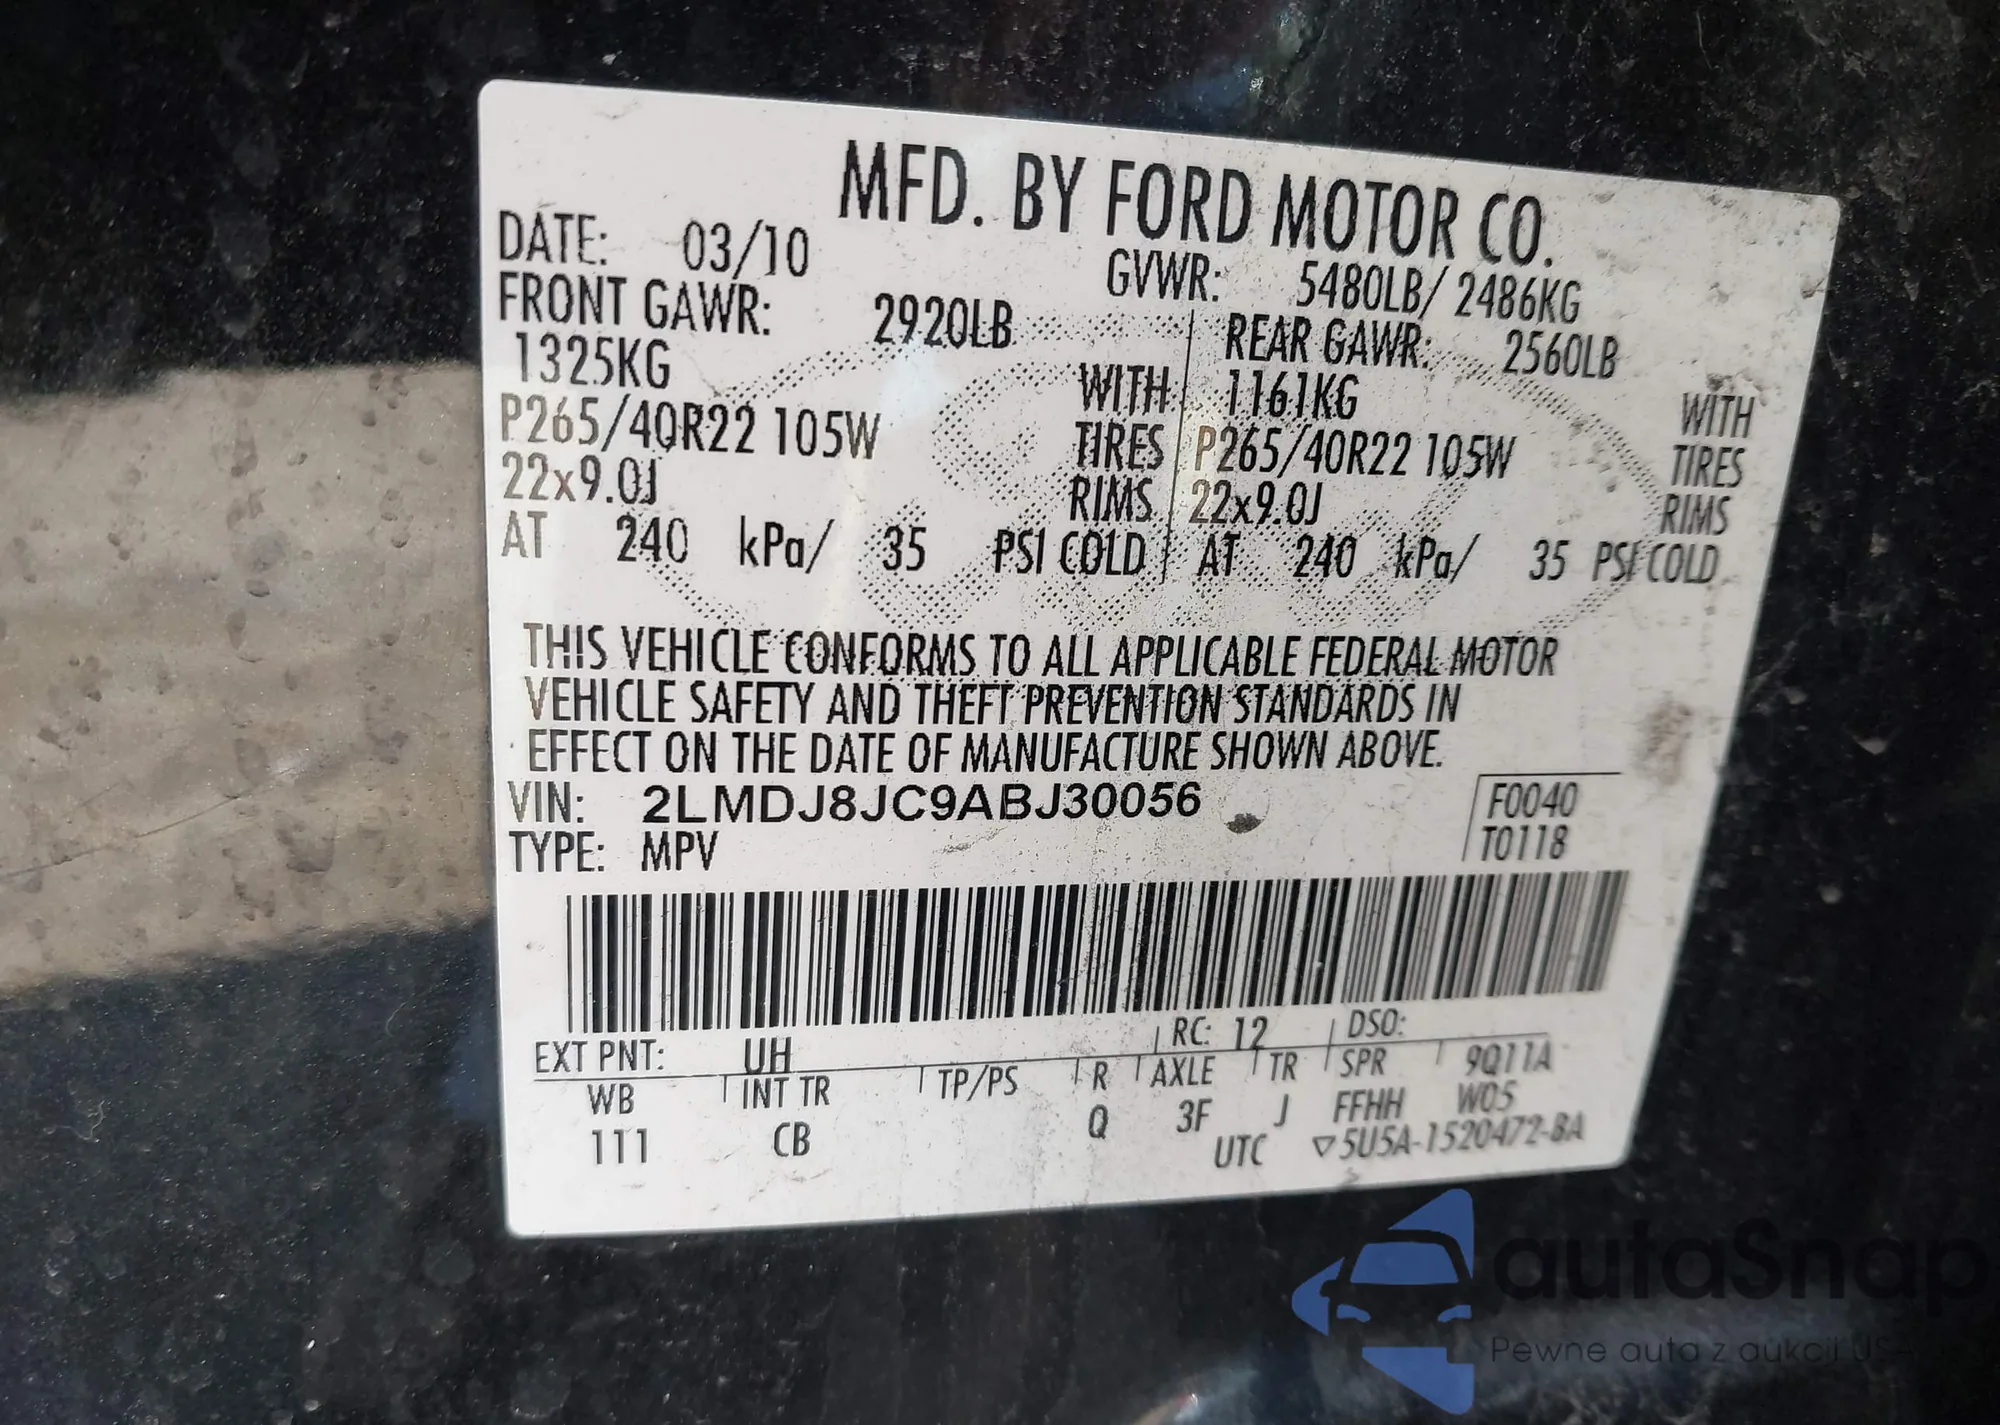 MFD. BY FORD MOTOR CO.
DATE: 03/10 GVWR: 5480LB/ 2486KG
FRONT GAWR: 2920LB REAR GAWR: 2560LB
1325KG WITH 1161KG WITH
P265/40R22 105W TIRES P265/40R22 105W TIRES
22x9.0J RIMS 22x9.0J RIMS
AT 240 kPa/ 35 PSI COLD AT 240 kPa/ 35 PSI COLD
THIS VEHICLE CONFORMS TO ALL APPLICABLE FEDERAL MOTOR
VEHICLE SAFETY AND THEFT PREVENTION STANDARDS IN
EFFECT ON THE DATE OF MANUFACTURE SHOWN ABOVE.
VIN: 2LMDJ8JC9ABJ30056 F0040
TYPE: MPV T0118
EXT PNT: UH RC: 12 DSO:
WB INT TR TP/PS R AXLE TR SPR 9Q11A
111 CB Q 3F J FFHH W05
UTC ▽5U5A-1520472-BA
autaSnap
Pewne auta z aukcji USA